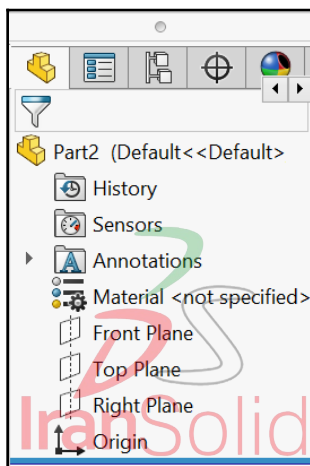 Part2 (Default<<Default>
History
Sensors
Annotations
Material <not specified>
Front Plane
Top Plane
Right Plane
Origin
IranSolid